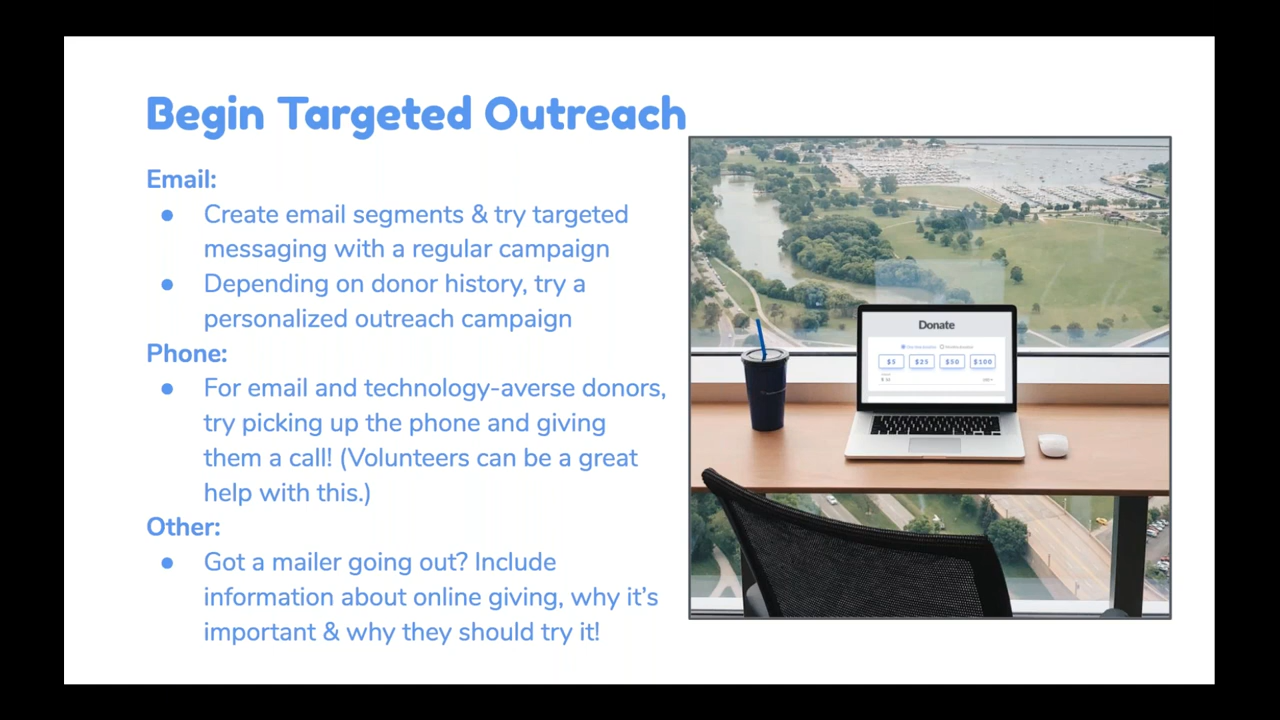 Begin Targeted Outreach
Email:
● Create email segments & try targeted
messaging with a regular campaign
● Depending on donor history, try a
personalized outreach campaign
Phone:
● For email and technology-averse donors,
try picking up the phone and giving
them a call! (Volunteers can be a great
help with this.)
Other:
● Got a mailer going out? Include
information about online giving, why it's
important & why they should try it!
Donate
$5 $25 $50 $100